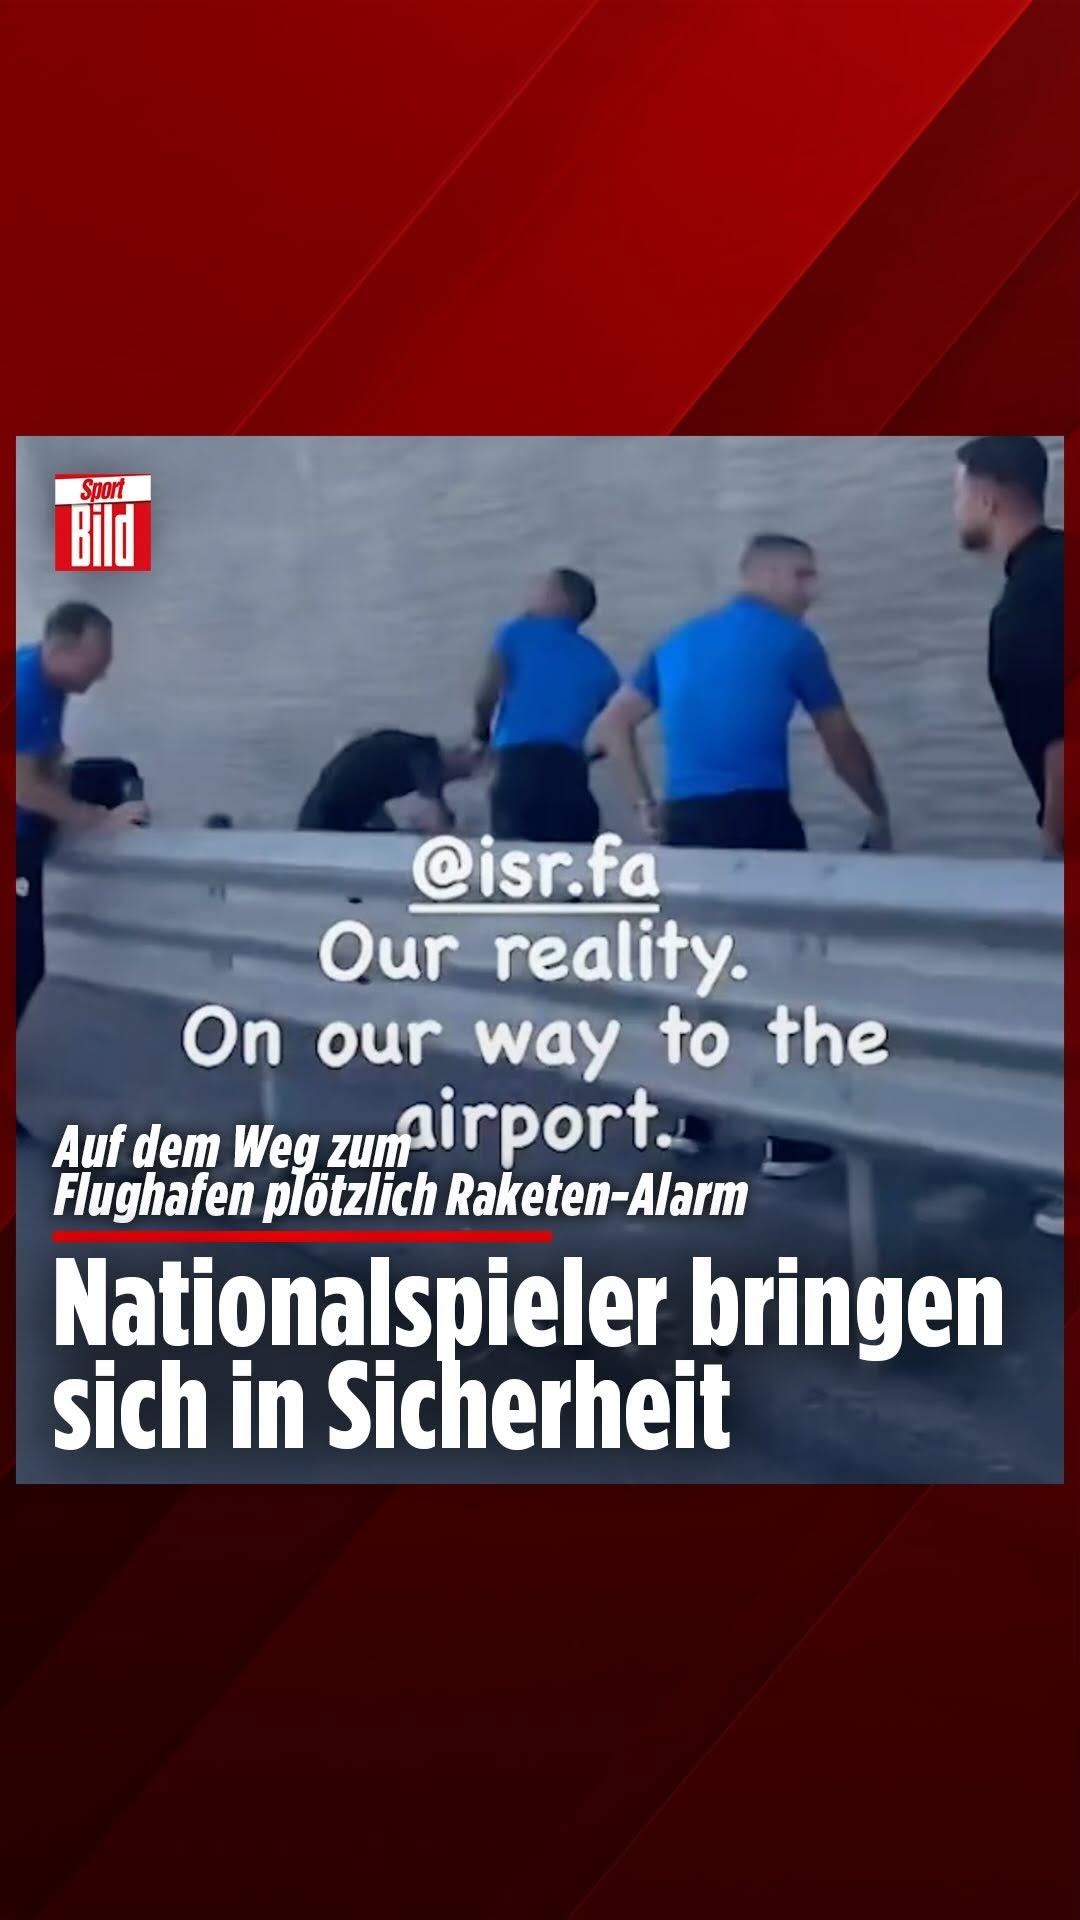 Sport
Bild
@isr.fa
Our reality.
On our way to the
airport.
Auf dem Weg zum
Flughafen plötzlich Raketen-Alarm
Nationalspieler bringen
sich in Sicherheit